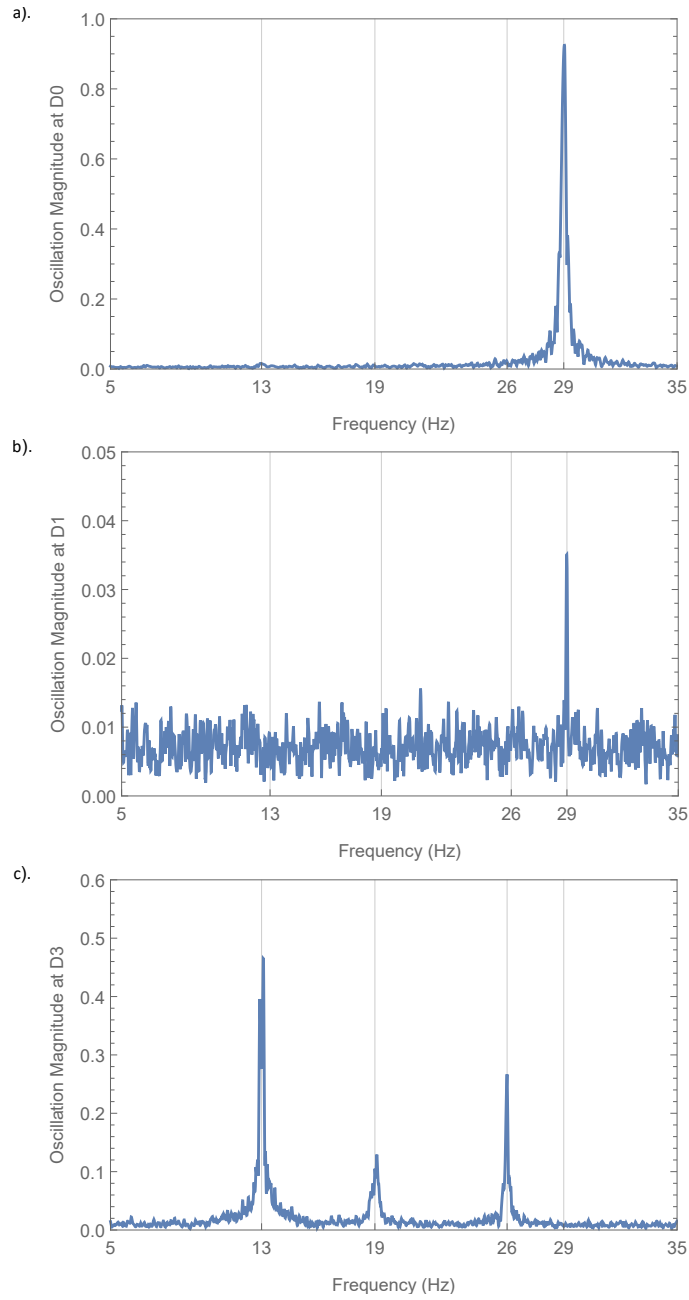 a).
1.0
0.8
0.6
0.4
0.2
0.0
Oscillation Magnitude at D0
5 13 19 26 29 35
Frequency (Hz)
b).
0.05
0.04
0.03
0.02
0.01
0.00
Oscillation Magnitude at D1
5 13 19 26 29 35
Frequency (Hz)
c).
0.6
0.5
0.4
0.3
0.2
0.1
0.0
Oscillation Magnitude at D3
5 13 19 26 29 35
Frequency (Hz)